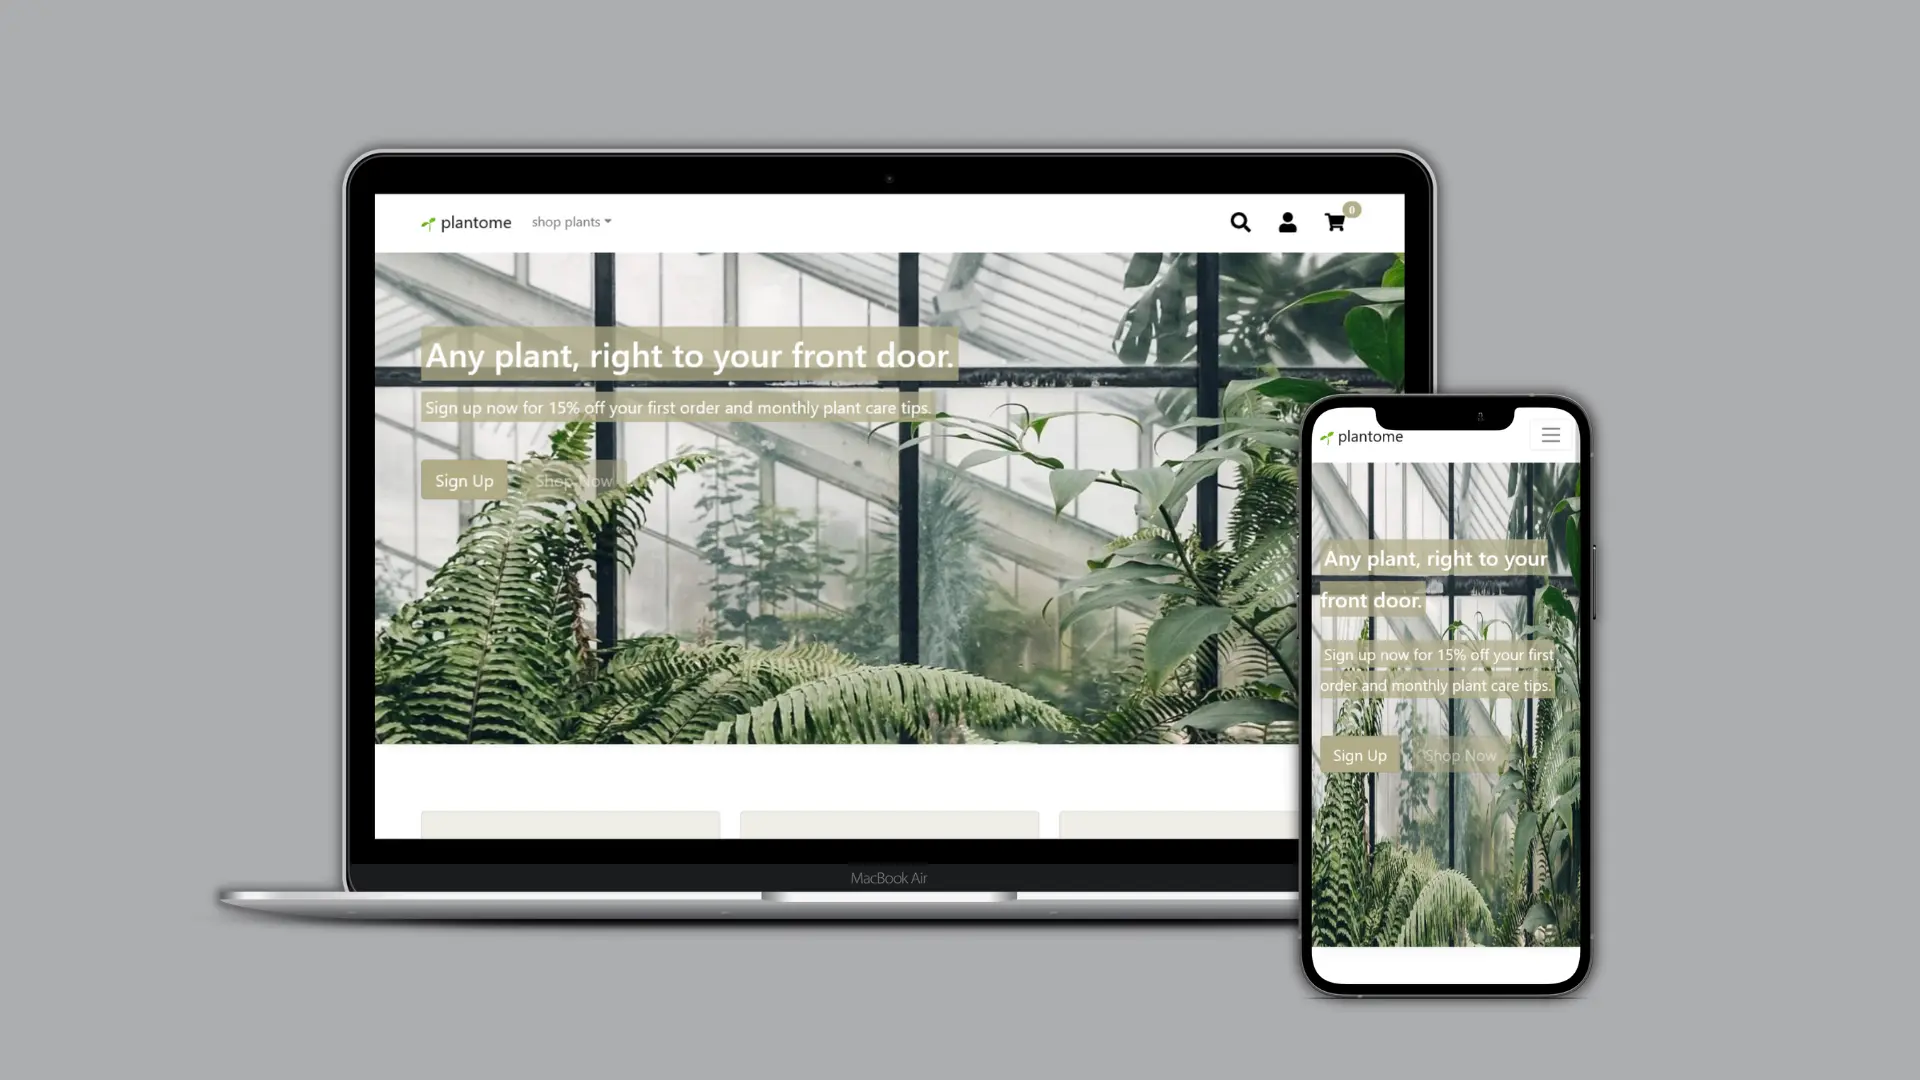 plantome
shop plants
0
Any plant, right to your front door.
Sign up now for 15% off your first order and monthly plant care tips.
Sign Up
Shop Now
MacBook Air
plantome
Any plant, right to your
front door.
Sign up now for 15% off your first
order and monthly plant care tips.
Sign Up
Shop Now